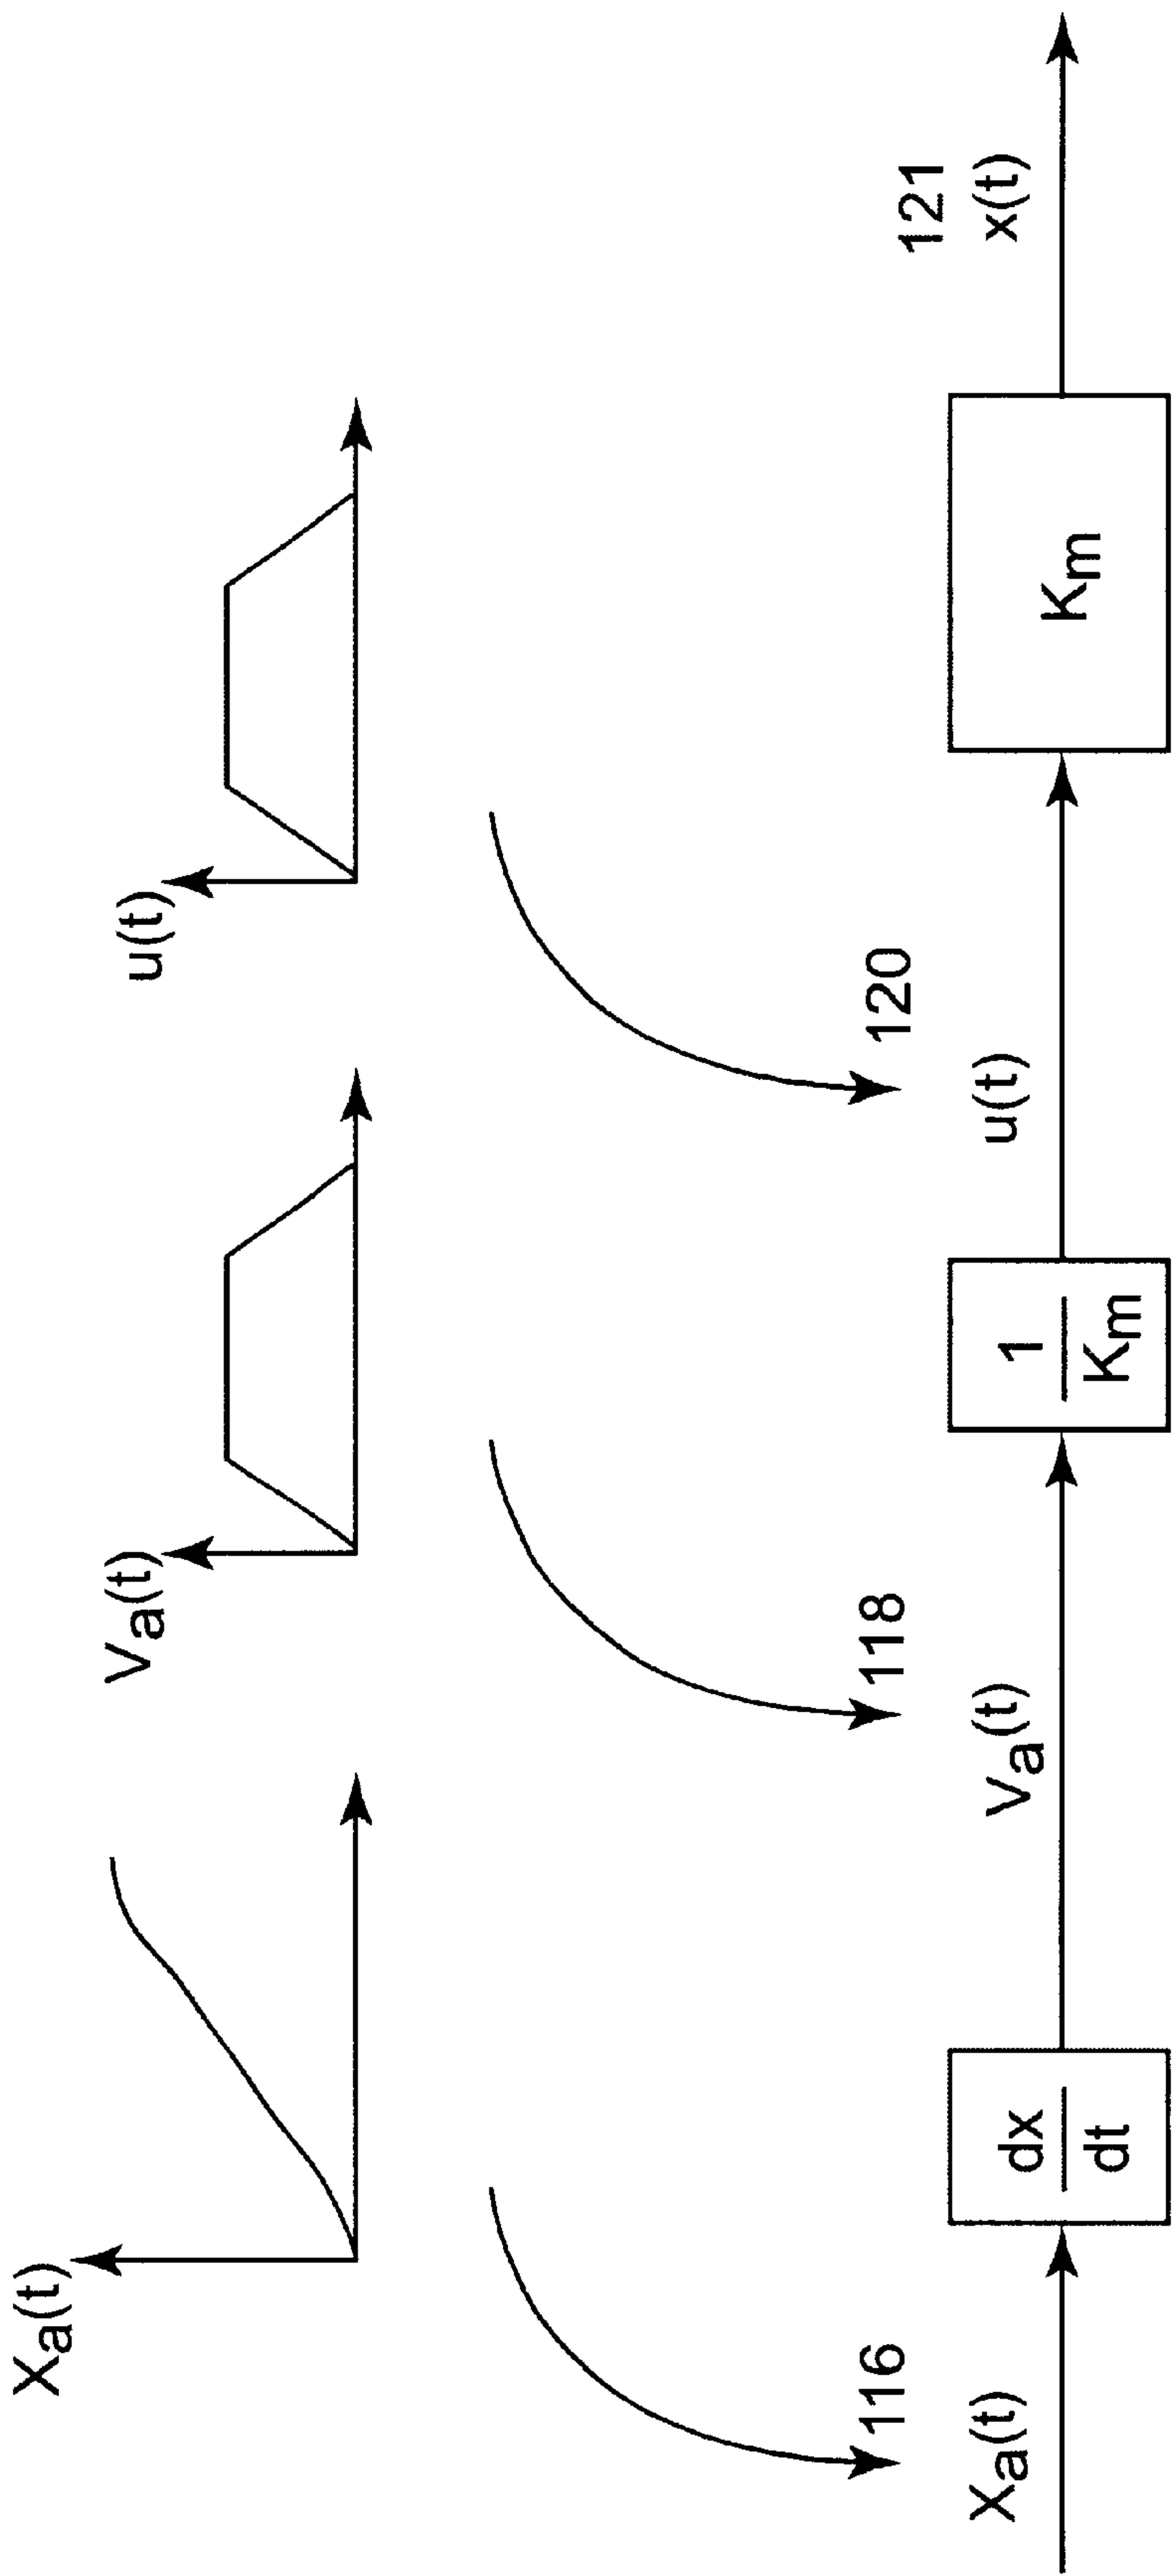 Xa(t)
Va(t)
u(t)
116
118
120
121
Xa(t)
Va(t)
u(t)
x(t)
dx
dt
1
Km
Km